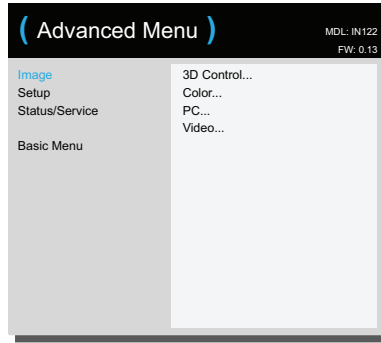 ( Advanced Menu )
MDL: IN122
FW: 0.13
Image
Setup
Status/Service
Basic Menu
3D Control...
Color...
PC...
Video...